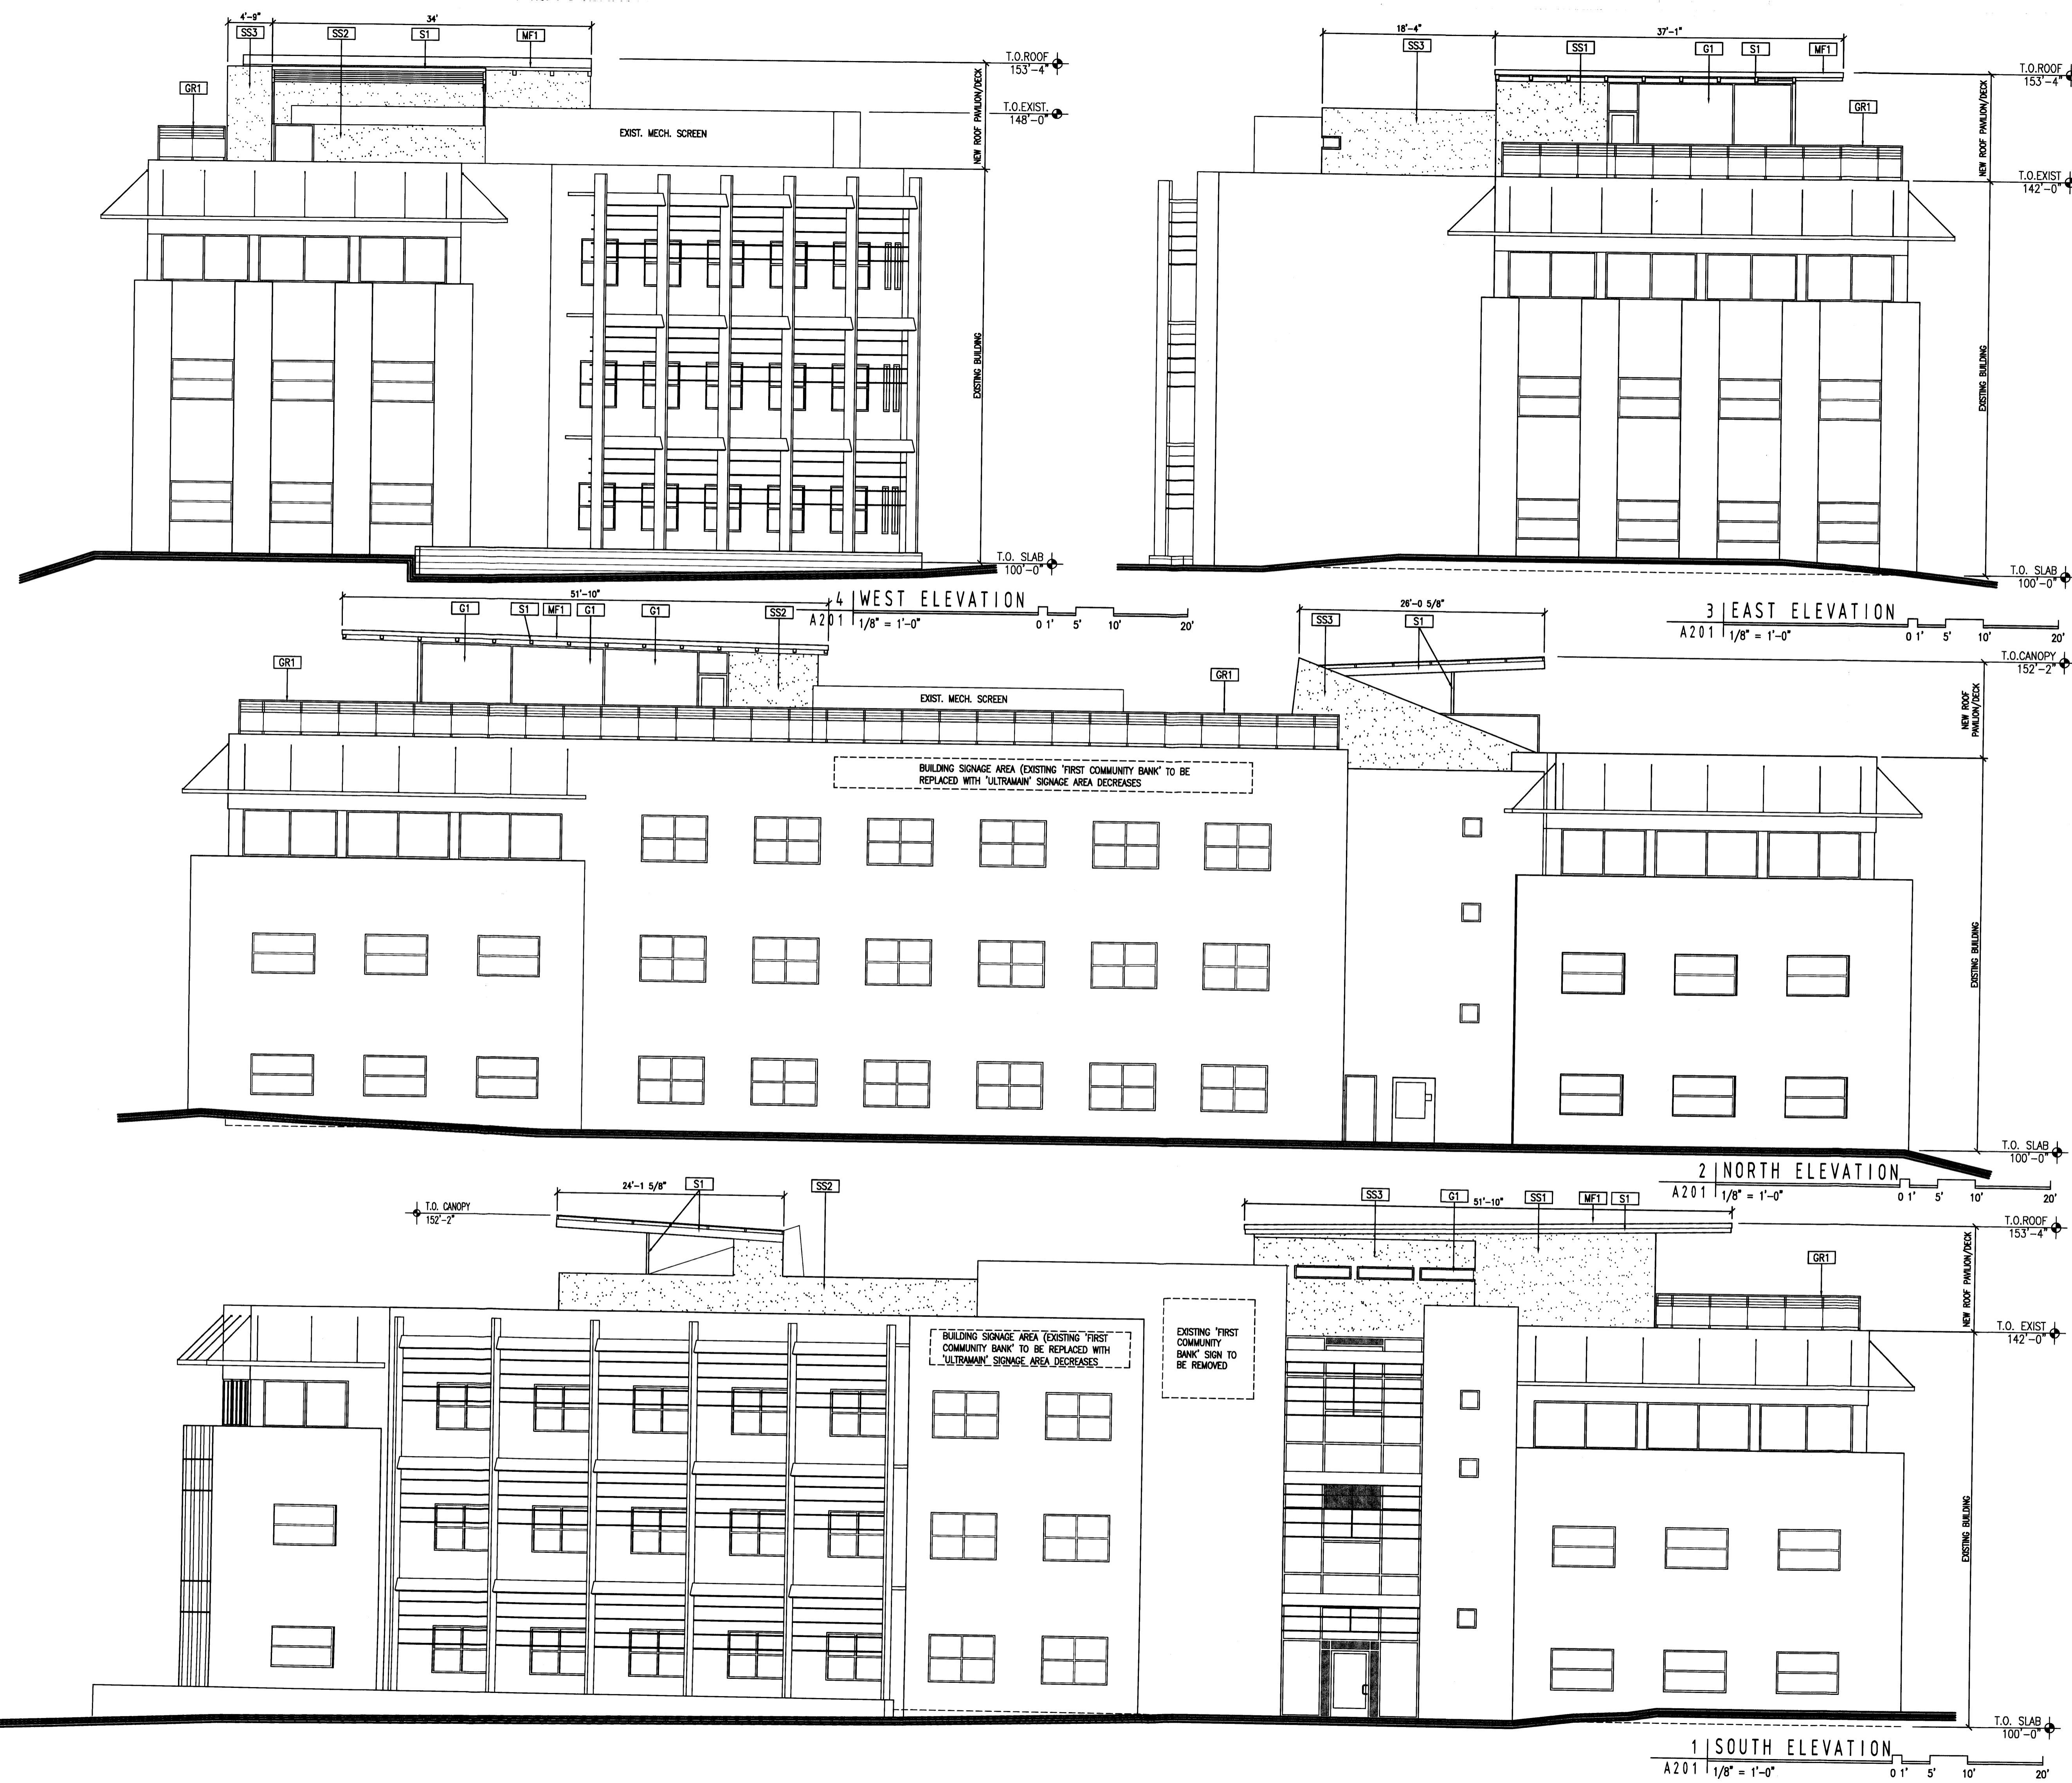 4'-9"
34'
SS3
SS2
S1
MF1
GR1
T.O.ROOF
153'-4"
T.O.EXIST.
148'-0"
NEW ROOF PAVILION/DECK
EXIST. MECH. SCREEN
EXISTING BUILDING
T.O. SLAB
100'-0"
4 WEST ELEVATION
A201 1/8" = 1'-0"
0 1' 5' 10' 20'
18'-4"
37'-1"
SS3
SS1
G1
S1
MF1
GR1
T.O.ROOF
153'-4"
NEW ROOF PAVILION/DECK
T.O.EXIST
142'-0"
EXISTING BUILDING
T.O. SLAB
100'-0"
3 EAST ELEVATION
A201 1/8" = 1'-0"
0 1' 5' 10' 20'
51'-10"
G1
S1
MF1
G1
G1
SS2
GR1
EXIST. MECH. SCREEN
GR1
26'-0 5/8"
SS3
S1
T.O.CANOPY
152'-2"
NEW ROOF
PAVILION/DECK
BUILDING SIGNAGE AREA (EXISTING 'FIRST COMMUNITY BANK' TO BE
REPLACED WITH 'ULTRAMAIN' SIGNAGE AREA DECREASES
EXISTING BUILDING
T.O. SLAB
100'-0"
2 NORTH ELEVATION
A201 1/8" = 1'-0"
0 1' 5' 10' 20'
T.O. CANOPY
152'-2"
24'-1 5/8"
S1
SS2
SS3
G1
51'-10"
SS1
MF1
S1
T.O.ROOF
153'-4"
GR1
NEW ROOF PAVILION/DECK
T.O. EXIST
142'-0"
BUILDING SIGNAGE AREA (EXISTING 'FIRST
COMMUNITY BANK' TO BE REPLACED WITH
'ULTRAMAIN' SIGNAGE AREA DECREASES
EXISTING 'FIRST
COMMUNITY
BANK' SIGN TO
BE REMOVED
EXISTING BUILDING
T.O. SLAB
100'-0"
1 SOUTH ELEVATION
A201 1/8" = 1'-0"
0 1' 5' 10' 20'